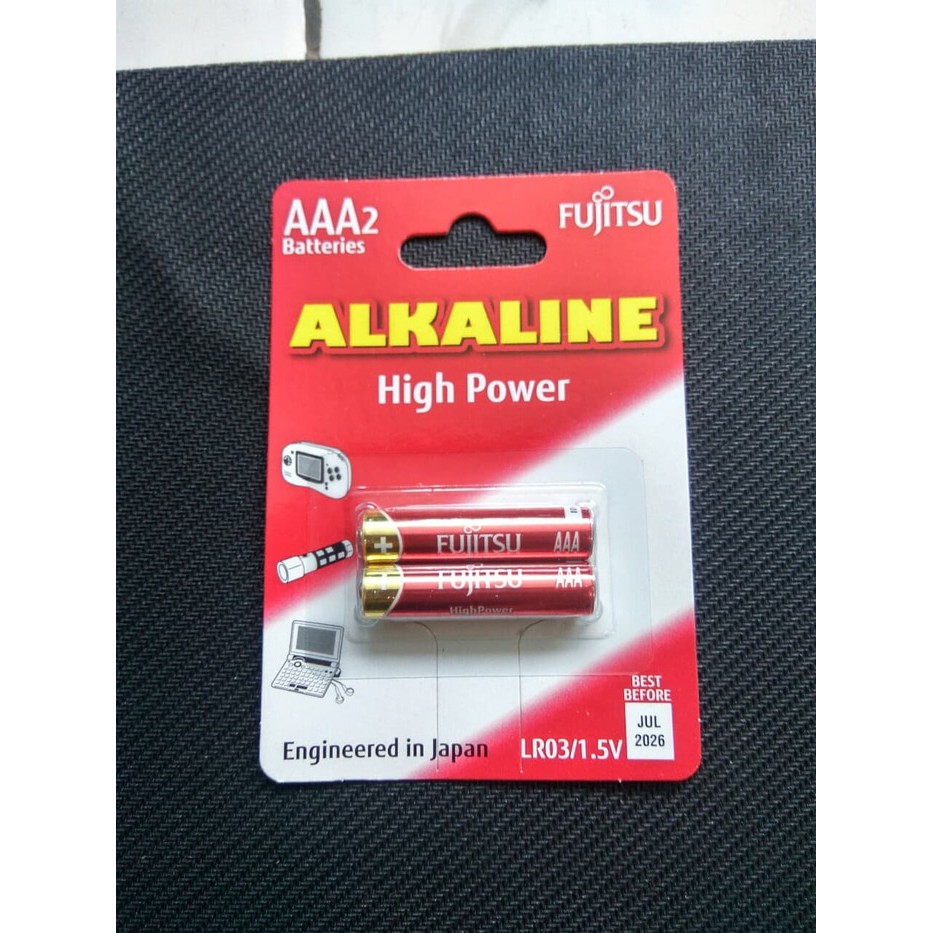 AAA2
Batteries
FUJITSU
ALKALINE
High Power
FUJITSU AAA
FUJITSU AAA
HighPower
BEST
BEFORE
JUL
2026
Engineered in Japan
LR03/1.5V